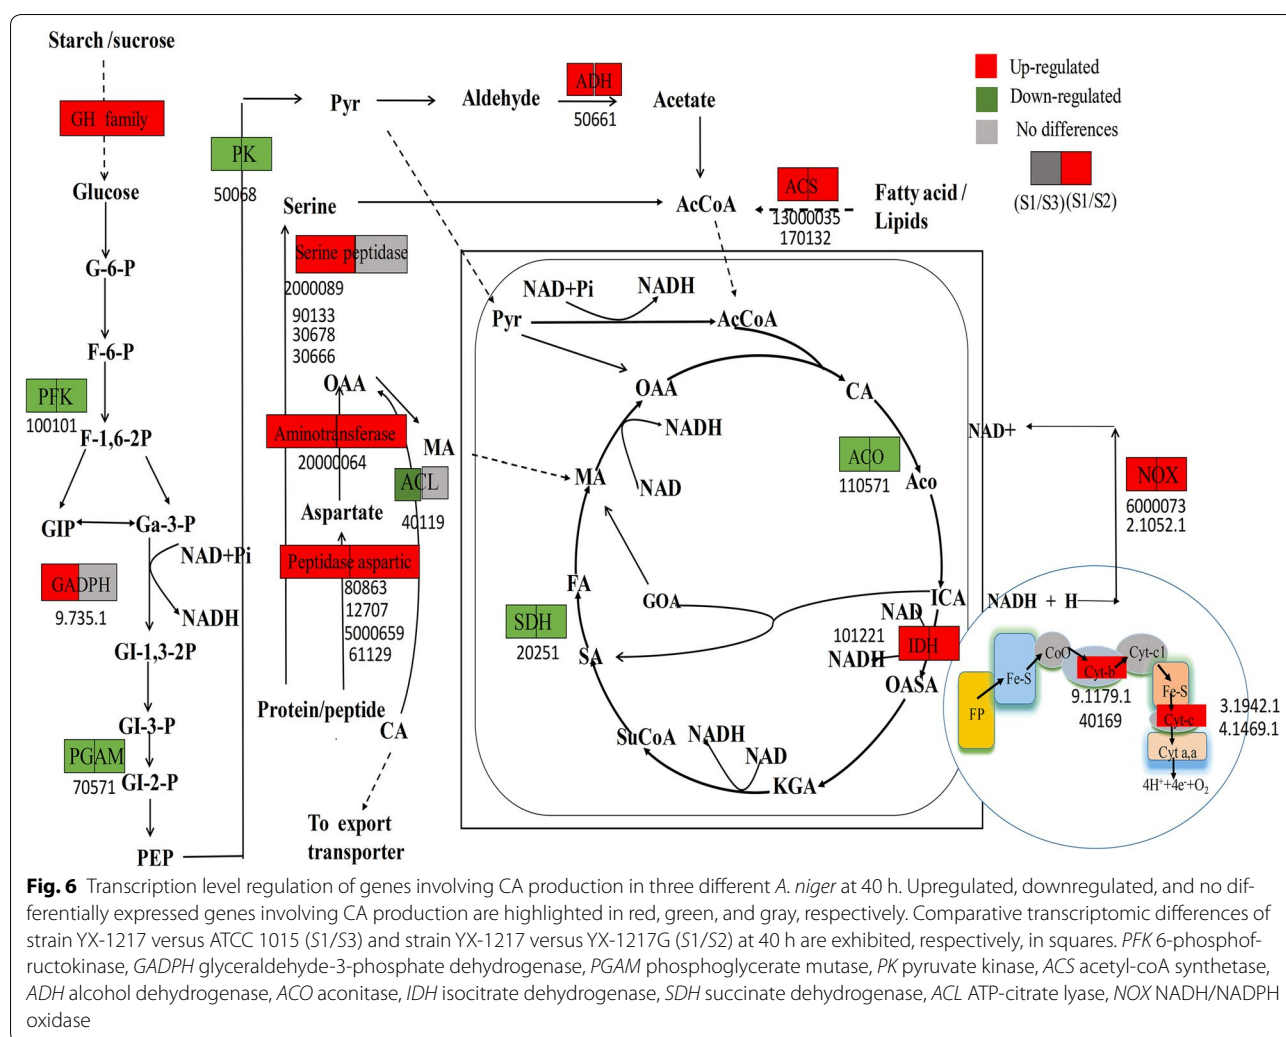 Starch /sucrose
GH family
Glucose
G-6-P
F-6-P
PFK
100101
F-1,6-2P
GIP
Ga-3-P
NAD+Pi
GADPH
9.735.1
NADH
GI-1,3-2P
GI-3-P
PGAM
70571
GI-2-P
PEP
PK
50068
Pyr
Aldehyde
ADH
50661
Acetate
Serine
AcCoA
ACS
13000035
170132
Fatty acid /
Lipids
Up-regulated
Down-regulated
No differences
(S1/S3)
(S1/S2)
Serine peptidase
2000089
90133
30678
30666
OAA
Aminotransferase
20000064
MA
ACL
40119
Aspartate
Peptidase aspartic
80863
12707
5000659
61129
Protein/peptide
CA
To export
transporter
NAD+Pi
NADH
Pyr
AcCoA
OAA
CA
NADH
NAD
MA
ACO
110571
Aco
FA
GOA
ICA
NAD
101221
NADH
IDH
OASA
SDH
20251
SA
SuCoA
NADH
NAD
KGA
NAD+
NOX
6000073
2.1052.1
NADH + H
FP
Fe-S
CoQ
Cyt-b
Cyt-c1
9.1179.1
40169
Fe-S
Cyt-c
3.1942.1
4.1469.1
Cyt a,a
4H⁺+4e⁻+O₂
Fig. 6 Transcription level regulation of genes involving CA production in three different A. niger at 40 h. Upregulated, downregulated, and no dif-
ferentially expressed genes involving CA production are highlighted in red, green, and gray, respectively. Comparative transcriptomic differences of
strain YX-1217 versus ATCC 1015 (S1/S3) and strain YX-1217 versus YX-1217G (S1/S2) at 40 h are exhibited, respectively, in squares. PFK 6-phosphof-
ructokinase, GADPH glyceraldehyde-3-phosphate dehydrogenase, PGAM phosphoglycerate mutase, PK pyruvate kinase, ACS acetyl-coA synthetase,
ADH alcohol dehydrogenase, ACO aconitase, IDH isocitrate dehydrogenase, SDH succinate dehydrogenase, ACL ATP-citrate lyase, NOX NADH/NADPH
oxidase